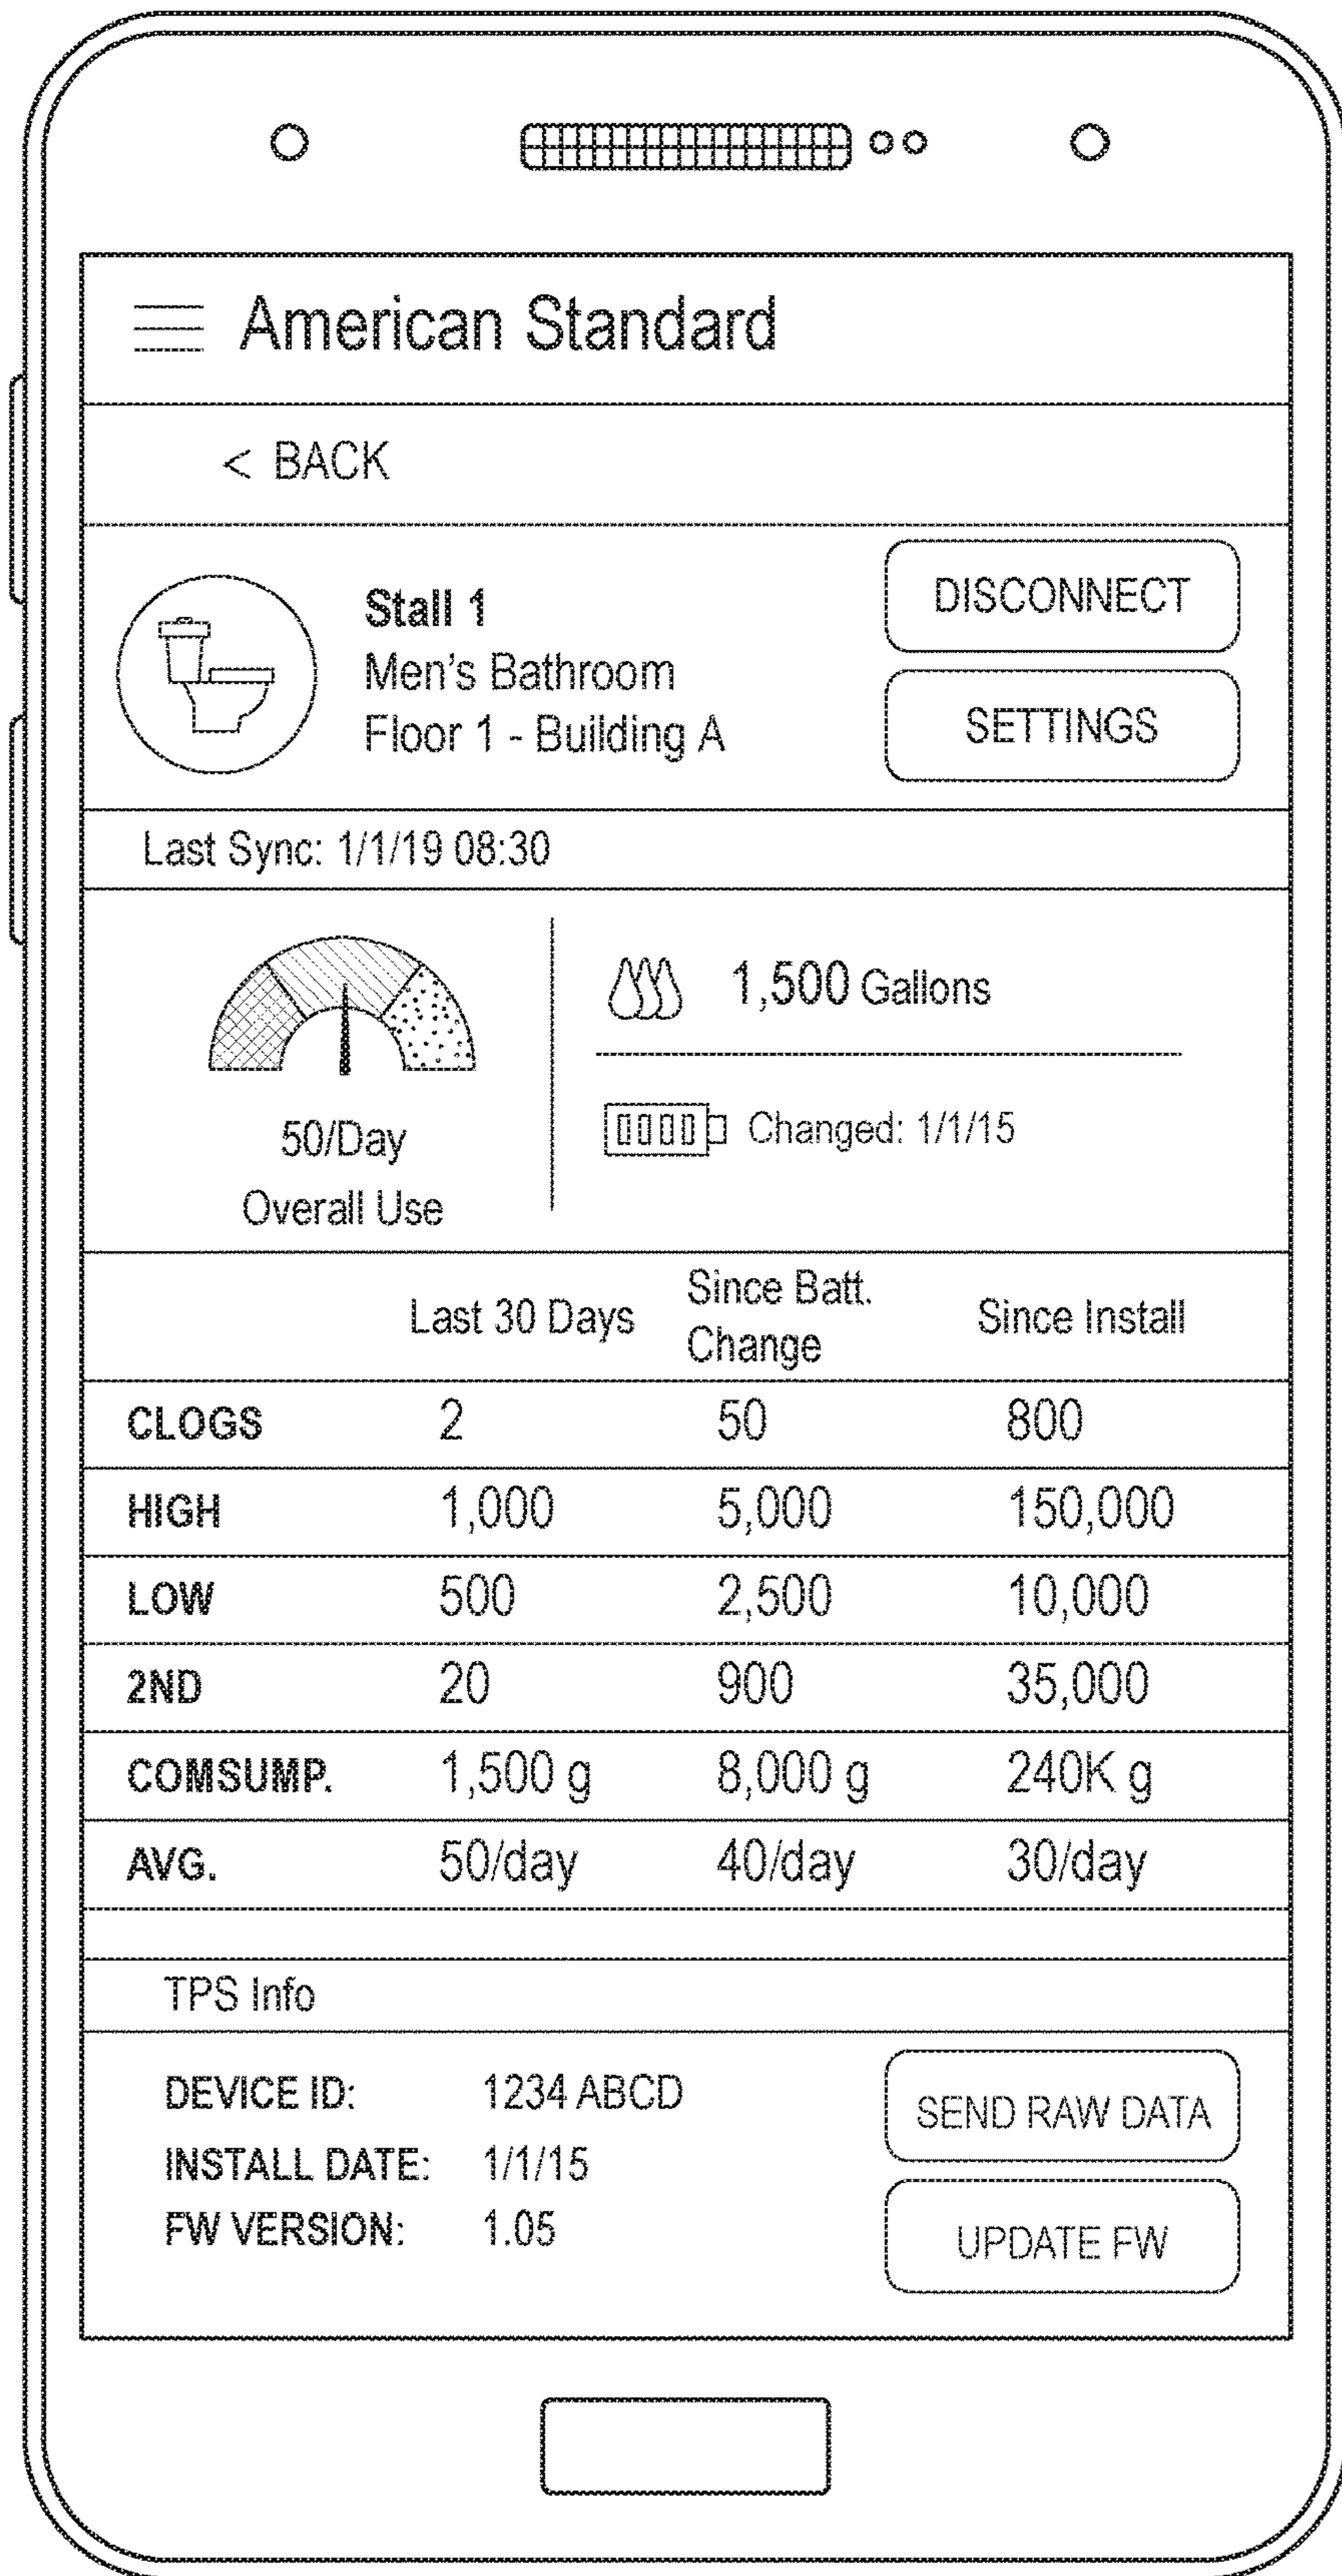 American Standard
< BACK
Stall 1
Men's Bathroom
Floor 1 - Building A
DISCONNECT
SETTINGS
Last Sync: 1/1/19 08:30
50/Day
Overall Use
1,500 Gallons
Changed: 1/1/15
Last 30 Days Since Batt. Change Since Install
CLOGS 2 50 800
HIGH 1,000 5,000 150,000
LOW 500 2,500 10,000
2ND 20 900 35,000
COMSUMP. 1,500 g 8,000 g 240K g
AVG. 50/day 40/day 30/day
TPS Info
DEVICE ID: 1234 ABCD
INSTALL DATE: 1/1/15
FW VERSION: 1.05
SEND RAW DATA
UPDATE FW